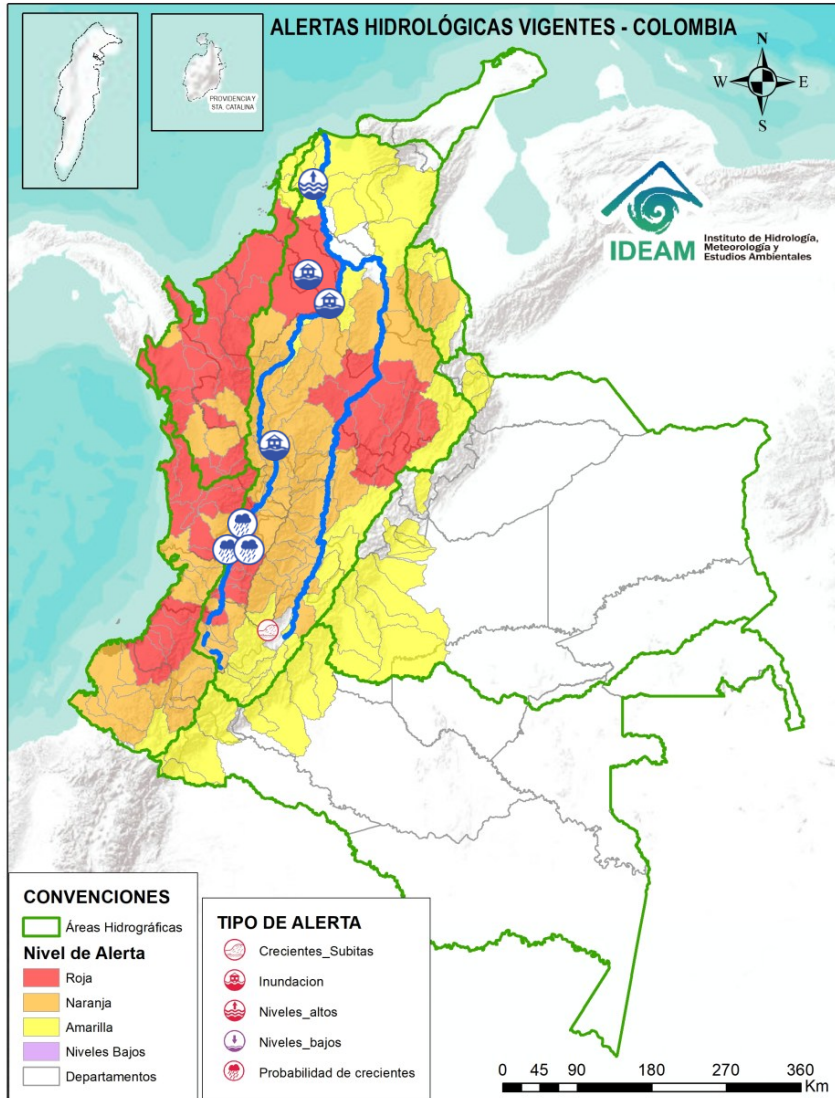 ALERTAS HIDROLÓGICAS VIGENTES - COLOMBIA
PROVIDENCIA Y
STA. CATALINA
N
W
E
S
IDEAM
Instituto de Hidrología,
Meteorología y
Estudios Ambientales
CONVENCIONES
Áreas Hidrográficas
Nivel de Alerta
Roja
Naranja
Amarilla
Niveles Bajos
Departamentos
TIPO DE ALERTA
Crecientes_Subitas
Inundacion
Niveles_altos
Niveles_bajos
Probabilidad de crecientes
0 45 90 180 270 360
Km